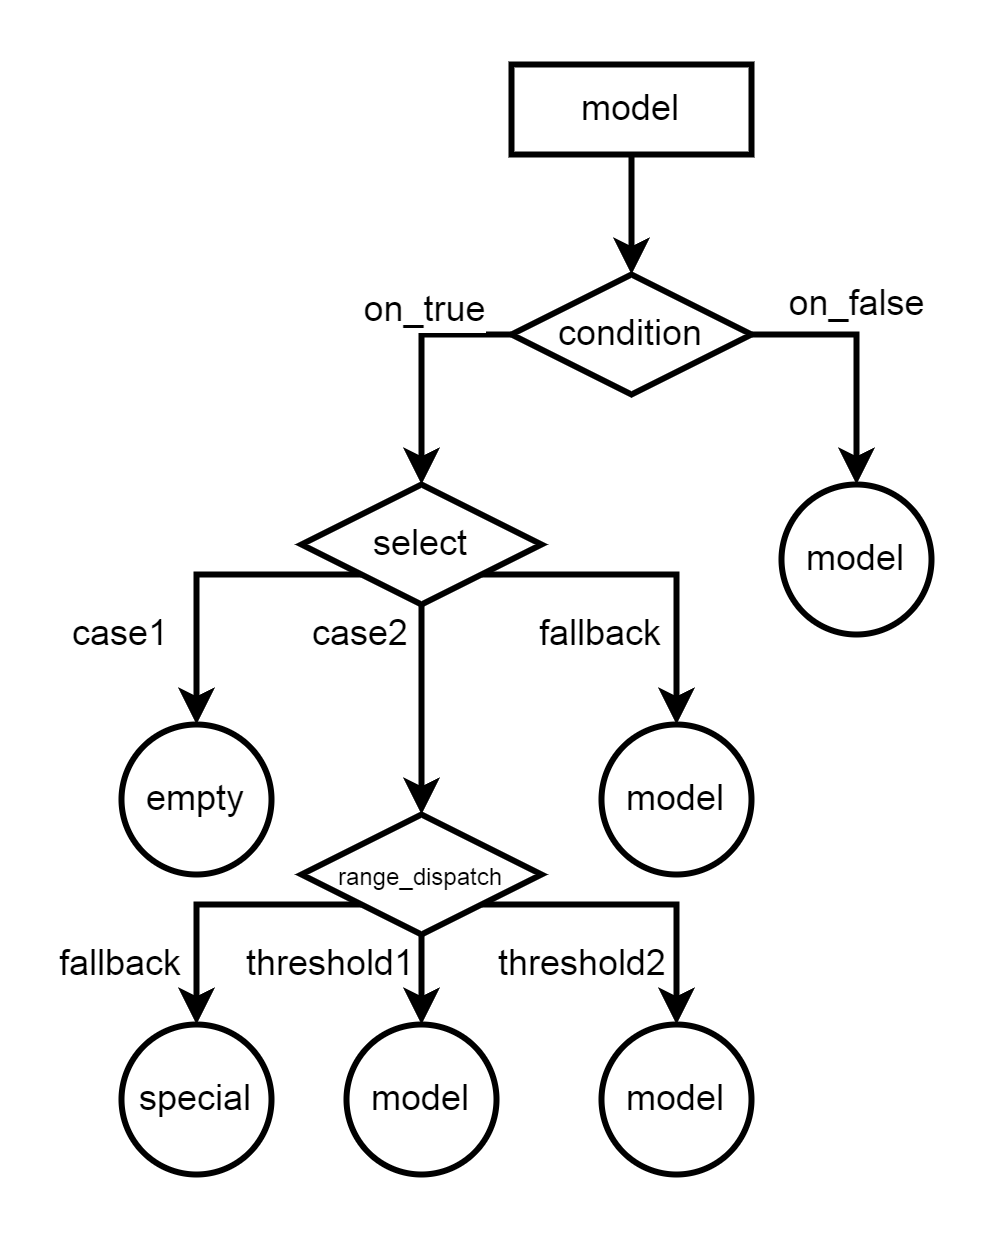 model
on_true
on_false
condition
select
model
case1
case2
fallback
empty
model
range_dispatch
fallback
threshold1
threshold2
special
model
model